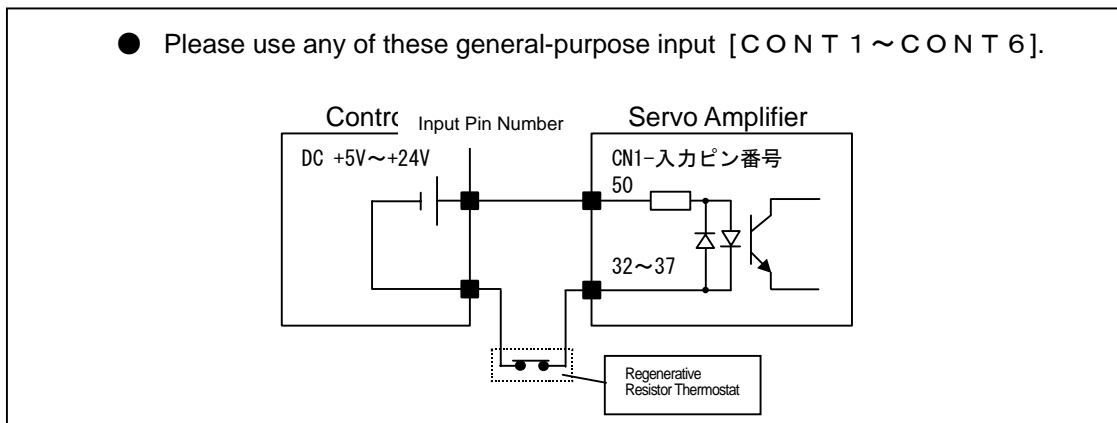 ● Please use any of these general-purpose input [ＣＯＮＴ１～ＣＯＮＴ６].
Contro
Input Pin Number
Servo Amplifier
DC +5V～+24V
CN1-入力ピン番号
50
32～37
Regenerative
Resistor Thermostat